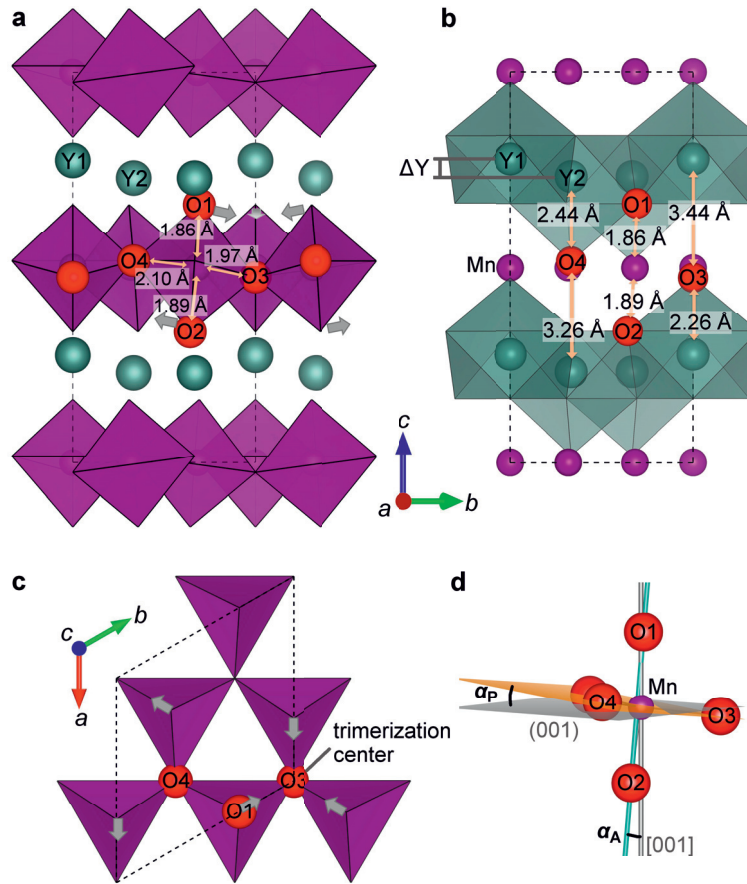 a
Y1
Y2
O1
1.86 Å
O4
1.97 Å
2.10 Å
O3
1.89 Å
O2
b
ΔY
Y1
Y2
O1
2.44 Å
3.44 Å
1.86 Å
Mn
O4
O3
1.89 Å
3.26 Å
O2
2.26 Å
c
a
b
c
c
b
a
trimerization
center
O4
O3
O1
d
O1
αP
Mn
O4
O3
(001)
O2
αA
[001]